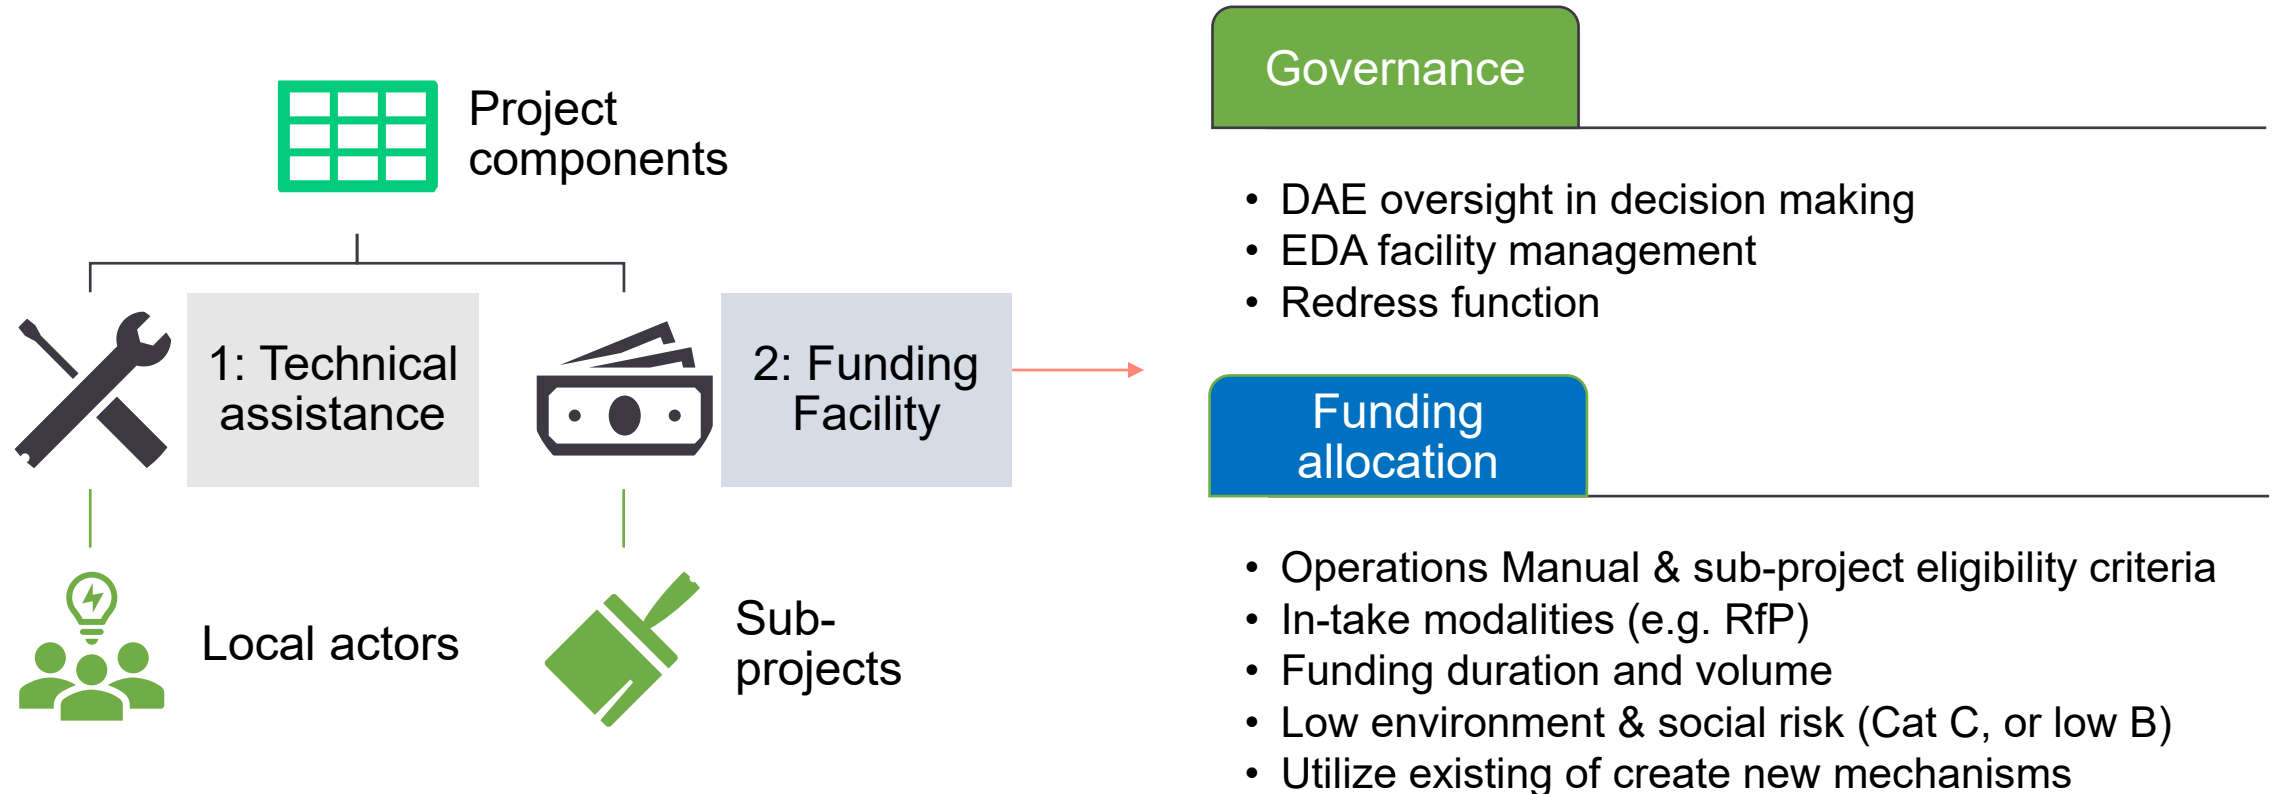 Project
components
1: Technical
assistance
2: Funding
Facility
Local actors
Sub-
projects
Governance
• DAE oversight in decision making
• EDA facility management
• Redress function
Funding
allocation
• Operations Manual & sub-project eligibility criteria
• In-take modalities (e.g. RfP)
• Funding duration and volume
• Low environment & social risk (Cat C, or low B)
• Utilize existing of create new mechanisms